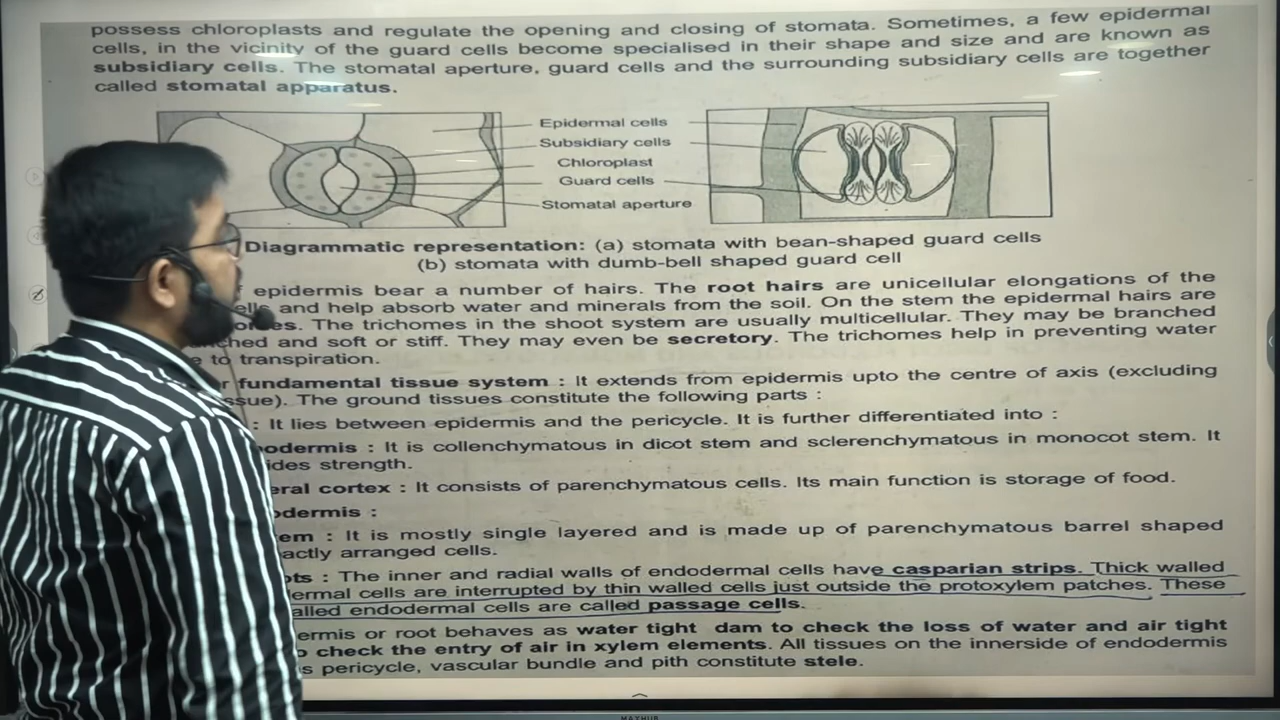 possess chloroplasts and regulate the opening and closing of stomata. Sometimes, a few epidermal
cells, in the vicinity of the guard cells become specialised in their shape and size and are known as
subsidiary cells. The stomatal aperture, guard cells and the surrounding subsidiary cells are together
called stomatal apparatus.
Epidermal cells
Subsidiary cells
Chloroplast
Guard cells
Stomatal aperture
Diagrammatic representation: (a) stomata with bean-shaped guard cells
(b) stomata with dumb-bell shaped guard cell
epidermis bear a number of hairs. The root hairs are unicellular elongations of the
and help absorb water and minerals from the soil. On the stem the epidermal hairs are
The trichomes in the shoot system are usually multicellular. They may be branched
and soft or stiff. They may even be secretory. The trichomes help in preventing water
to transpiration.
fundamental tissue system : It extends from epidermis upto the centre of axis (excluding
The ground tissues constitute the following parts :
: It lies between epidermis and the pericycle. It is further differentiated into :
odermis : It is collenchymatous in dicot stem and sclerenchymatous in monocot stem. It
ides strength.
eral cortex : It consists of parenchymatous cells. Its main function is storage of food.
odermis :
em : It is mostly single layered and is made up of parenchymatous barrel shaped
actly arranged cells.
ots : The inner and radial walls of endodermal cells have casparian strips. Thick walled
ermal cells are interrupted by thin walled cells just outside the protoxylem patches. These
alled endodermal cells are called passage cells.
ermis or root behaves as water tight dam to check the loss of water and air tight
o check the entry of air in xylem elements. All tissues on the innerside of endodermis
s pericycle, vascular bundle and pith constitute stele.